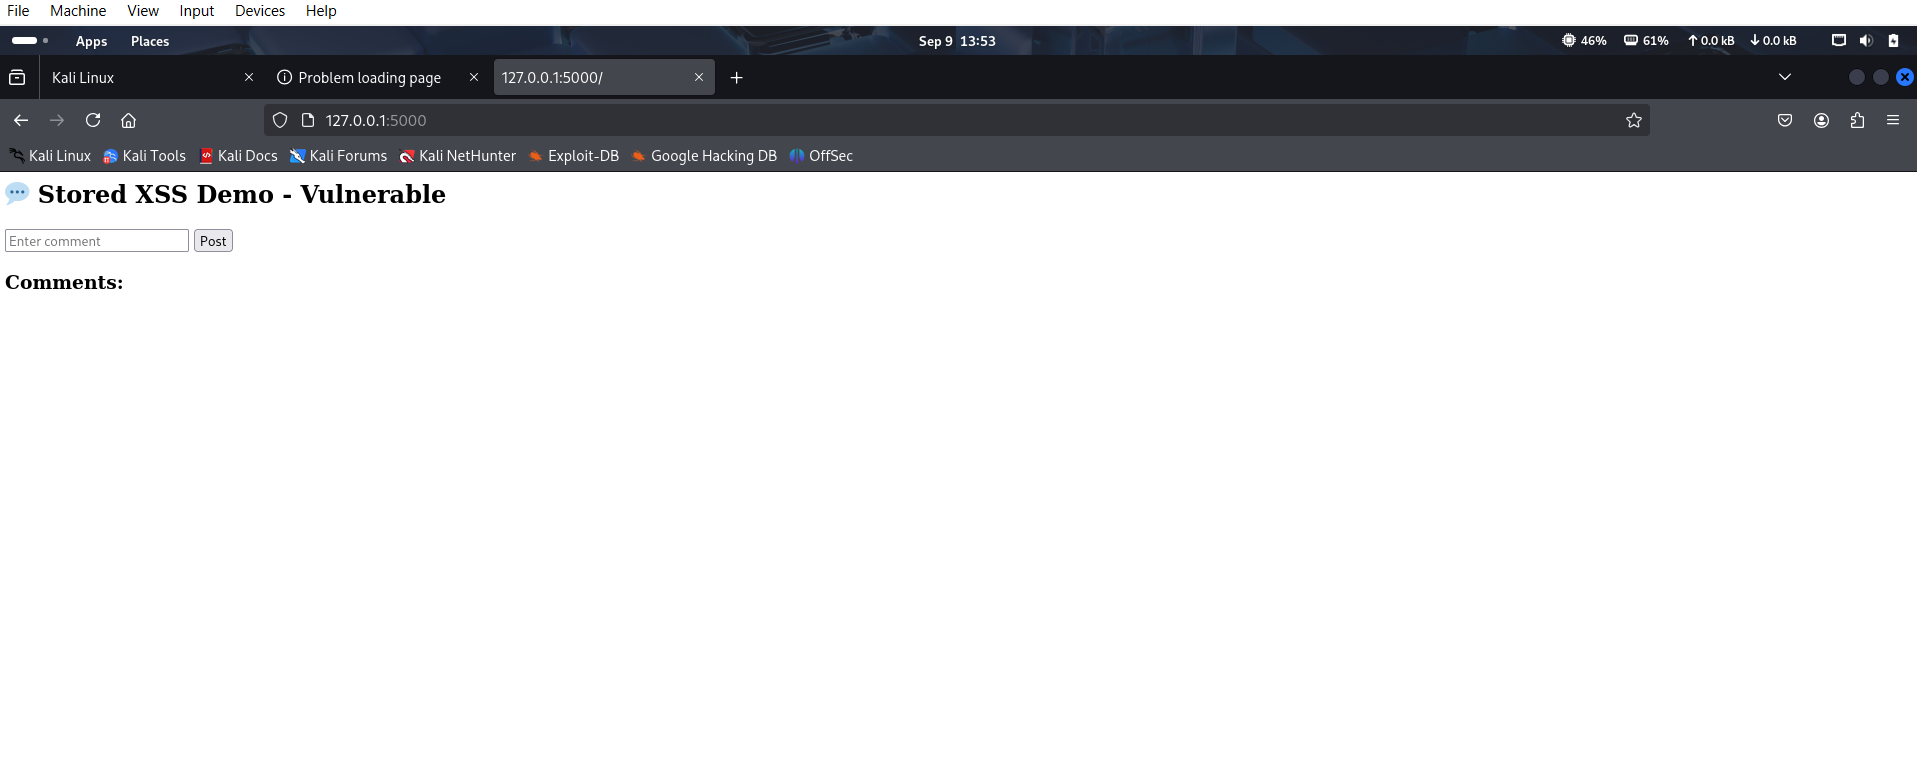 File Machine View Input Devices Help
Apps Places Sep 9 13:53 46% 61% 0.0 kB 0.0 kB
Kali Linux Problem loading page 127.0.0.1:5000/
127.0.0.1:5000
Kali Linux Kali Tools Kali Docs Kali Forums Kali NetHunter Exploit-DB Google Hacking DB OffSec
Stored XSS Demo - Vulnerable
Enter comment Post
Comments: